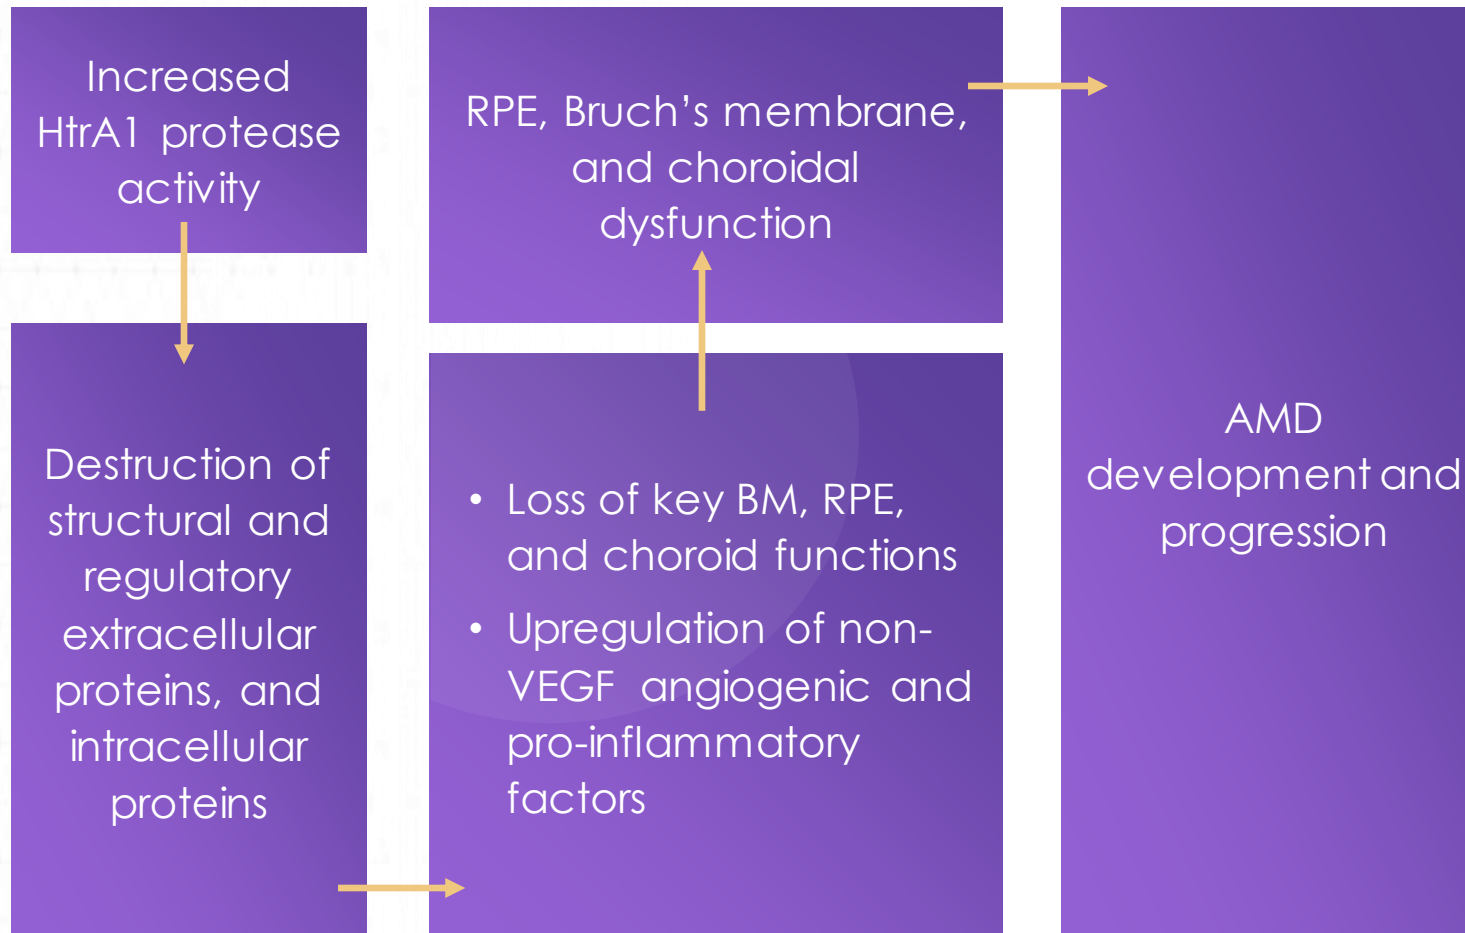 Increased
HtrA1 protease
activity
Destruction of
structural and
regulatory
extracellular
proteins, and
intracellular
proteins
• Loss of key BM, RPE,
and choroid functions
• Upregulation of non-
VEGF angiogenic and
pro-inflammatory
factors
RPE, Bruch’s membrane,
and choroidal
dysfunction
AMD
development and
progression